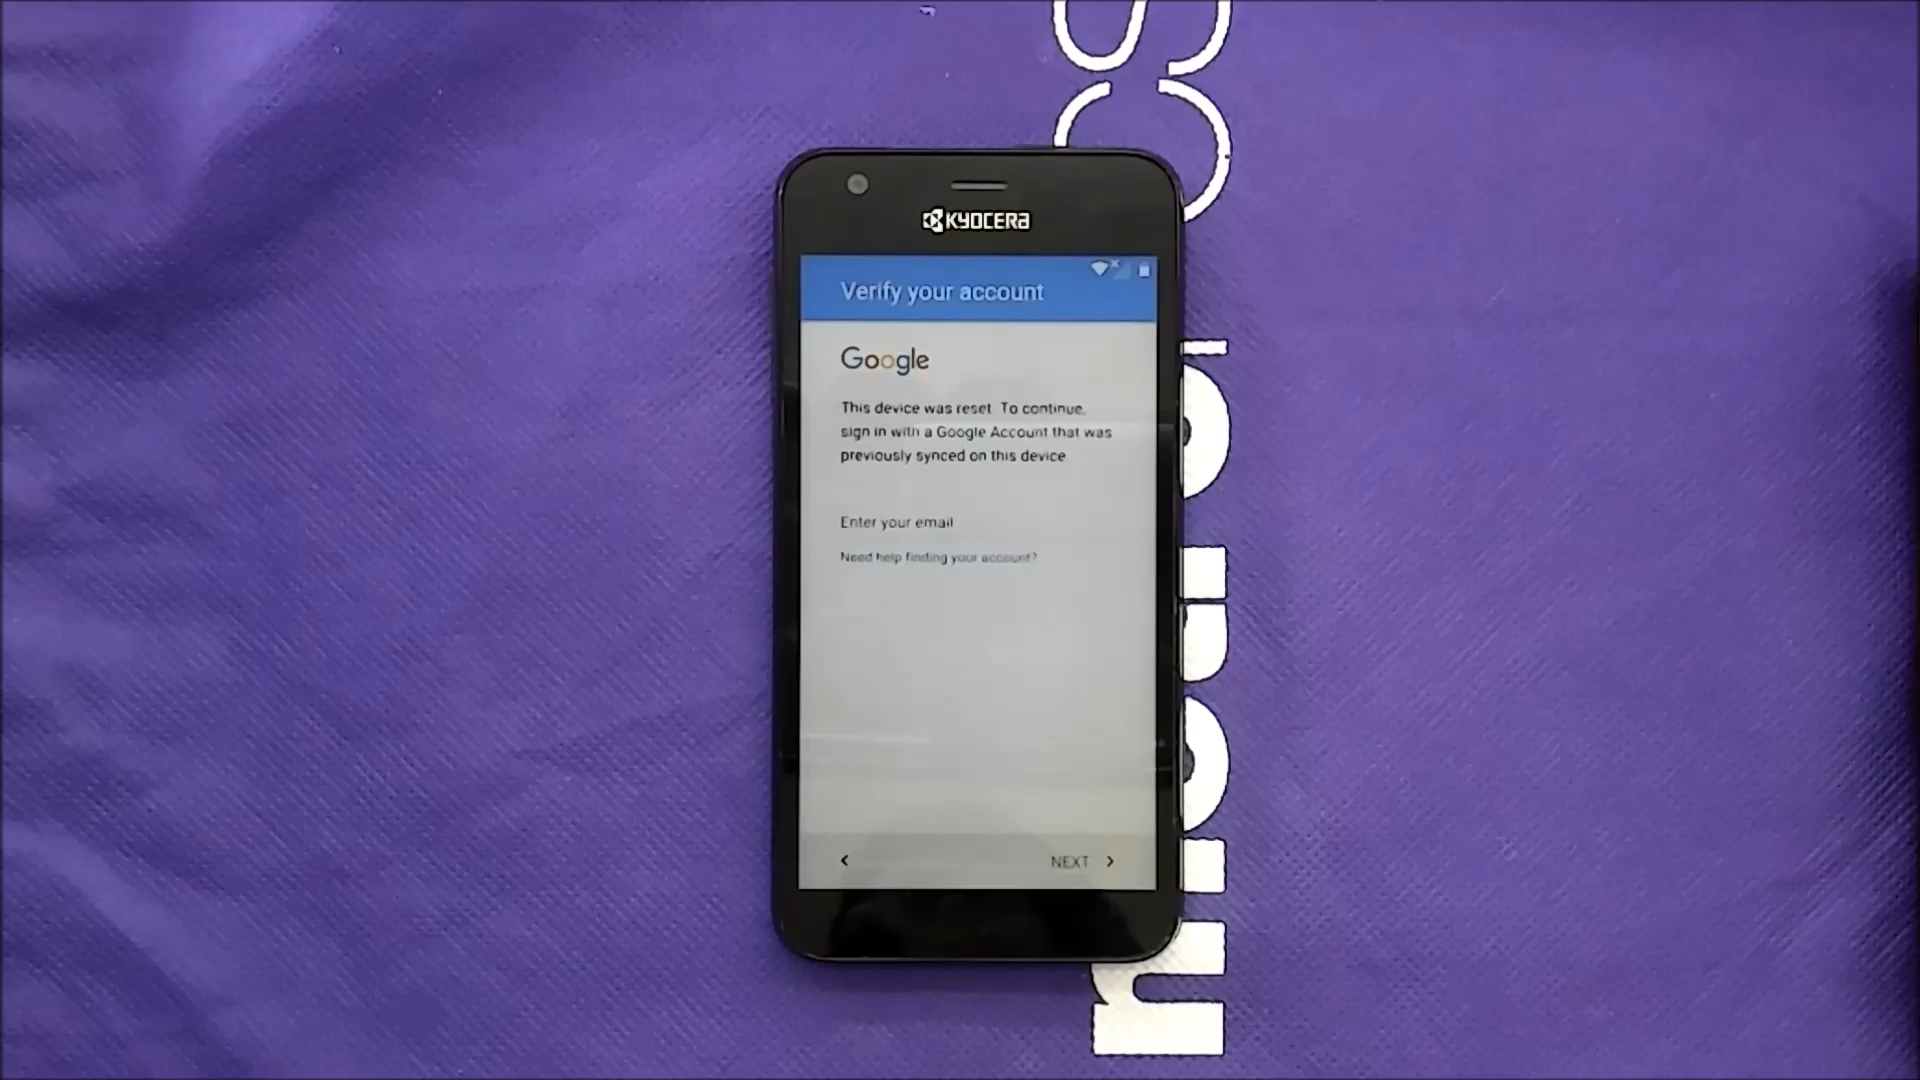 KYOCERA
Verify your account
Google
This device was reset. To continue,
sign in with a Google Account that was
previously synced on this device
Enter your email
Need help finding your account?
NEXT